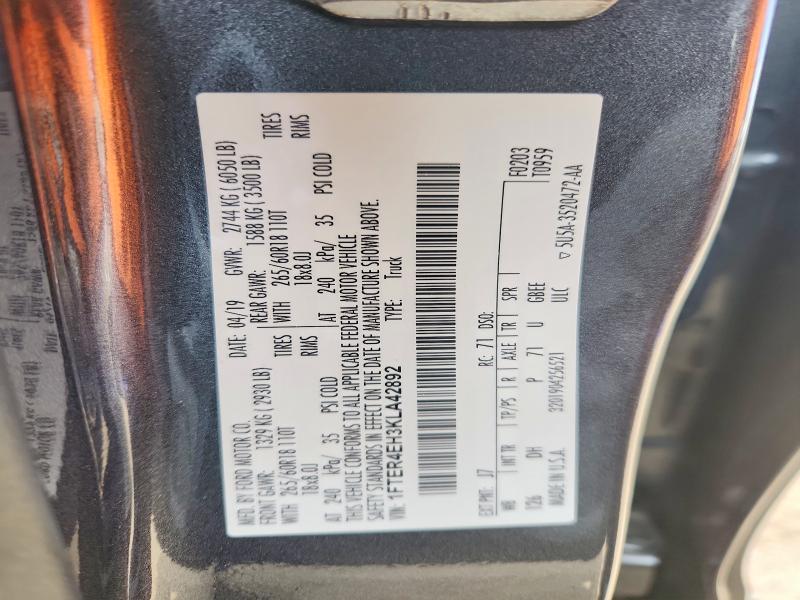 MFD. BY FORD MOTOR CO.
DATE: 04/19 GVWR: 2744 KG ( 6050 LB)
FRONT GAWR: 1329 KG ( 2930 LB) REAR GAWR: 1588 KG ( 3500 LB)
WITH 265/60R18 110T TIRES WITH 265/60R18 110T TIRES
18x8.0J RIMS 18x8.0J RIMS
AT 240 kPa/ 35 PSI COLD AT 240 kPa/ 35 PSI COLD
THIS VEHICLE CONFORMS TO ALL APPLICABLE FEDERAL MOTOR VEHICLE
SAFETY STANDARDS IN EFFECT ON THE DATE OF MANUFACTURE SHOWN ABOVE.
VIN: 1FTER4EH3KLA42892 TYPE: Truck
EXT PNT: J7 RC: 71 DSO: F0203
WB INT TR TP/PS R AXLE TR SPR T0959
126 DH P 71 U GBEE
MADE IN U.S.A. 3201904256521 ULC ▽ 5U5A-3520472-AA